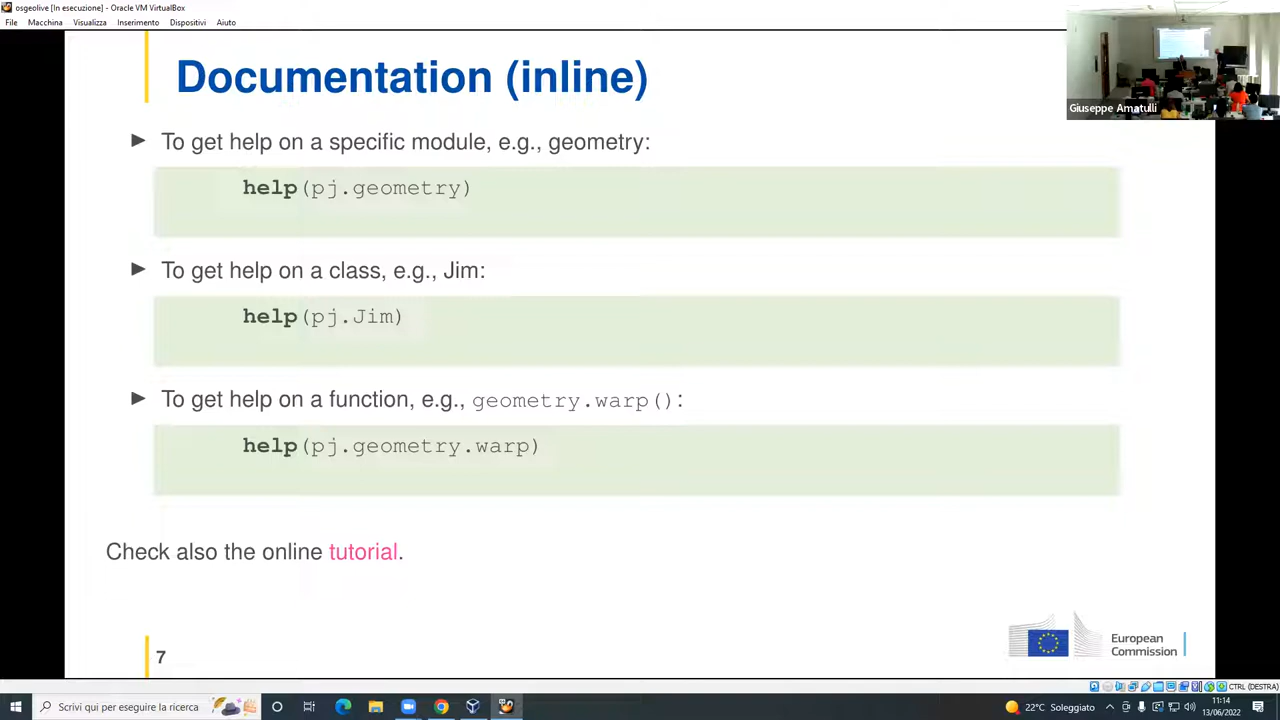 osgeolive [In esecuzione] - Oracle VM VirtualBox
File Macchina Visualizza Inserimento Dispositivi Aiuto
Giuseppe Amatulli
Documentation (inline)
To get help on a specific module, e.g., geometry:
help(pj.geometry)
To get help on a class, e.g., Jim:
help(pj.Jim)
To get help on a function, e.g., geometry.warp():
help(pj.geometry.warp)
Check also the online tutorial.
European
Commission
7
CTRL (DESTRA)
Scrivi qui per eseguire la ricerca
22°C Soleggiato
11:14
13/06/2022